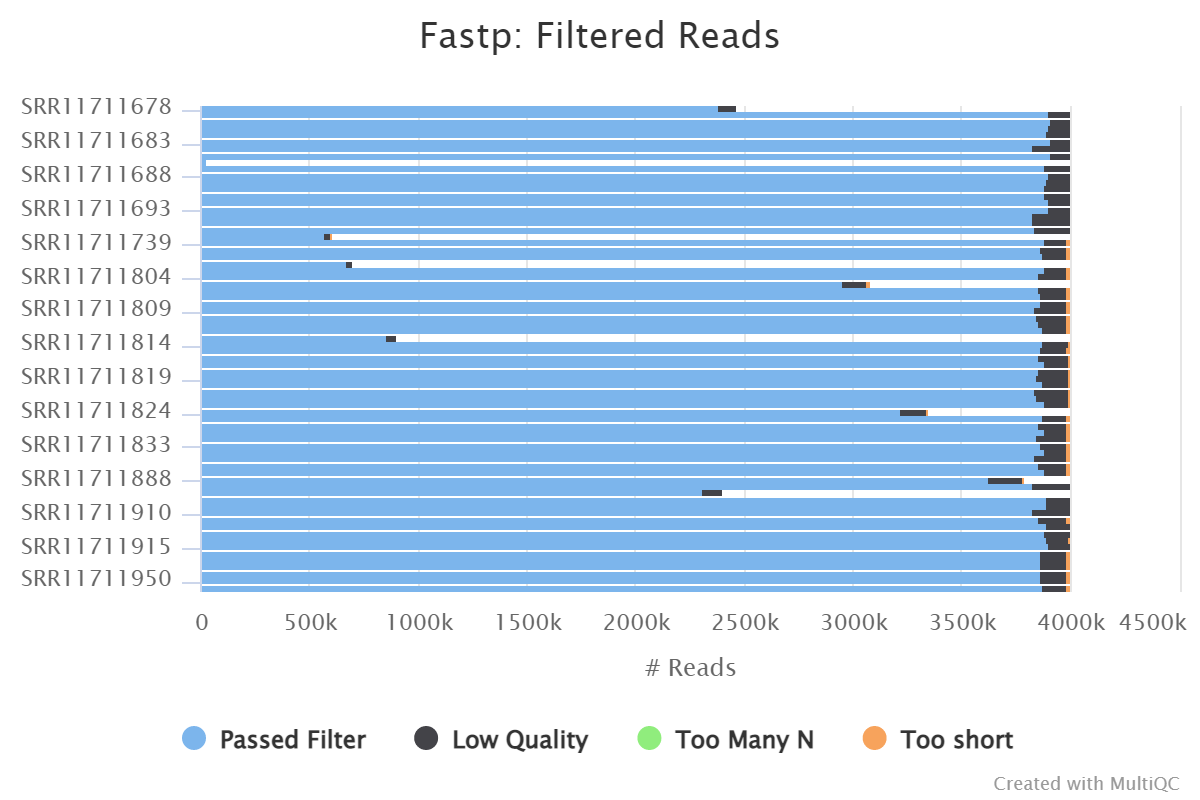 Fastp: Filtered Reads
SRR11711678
SRR11711683
SRR11711688
SRR11711693
SRR11711739
SRR11711804
SRR11711809
SRR11711814
SRR11711819
SRR11711824
SRR11711833
SRR11711888
SRR11711910
SRR11711915
SRR11711950
0 500k 1000k 1500k 2000k 2500k 3000k 3500k 4000k 4500k
# Reads
Passed Filter Low Quality Too Many N Too short
Created with MultiQC